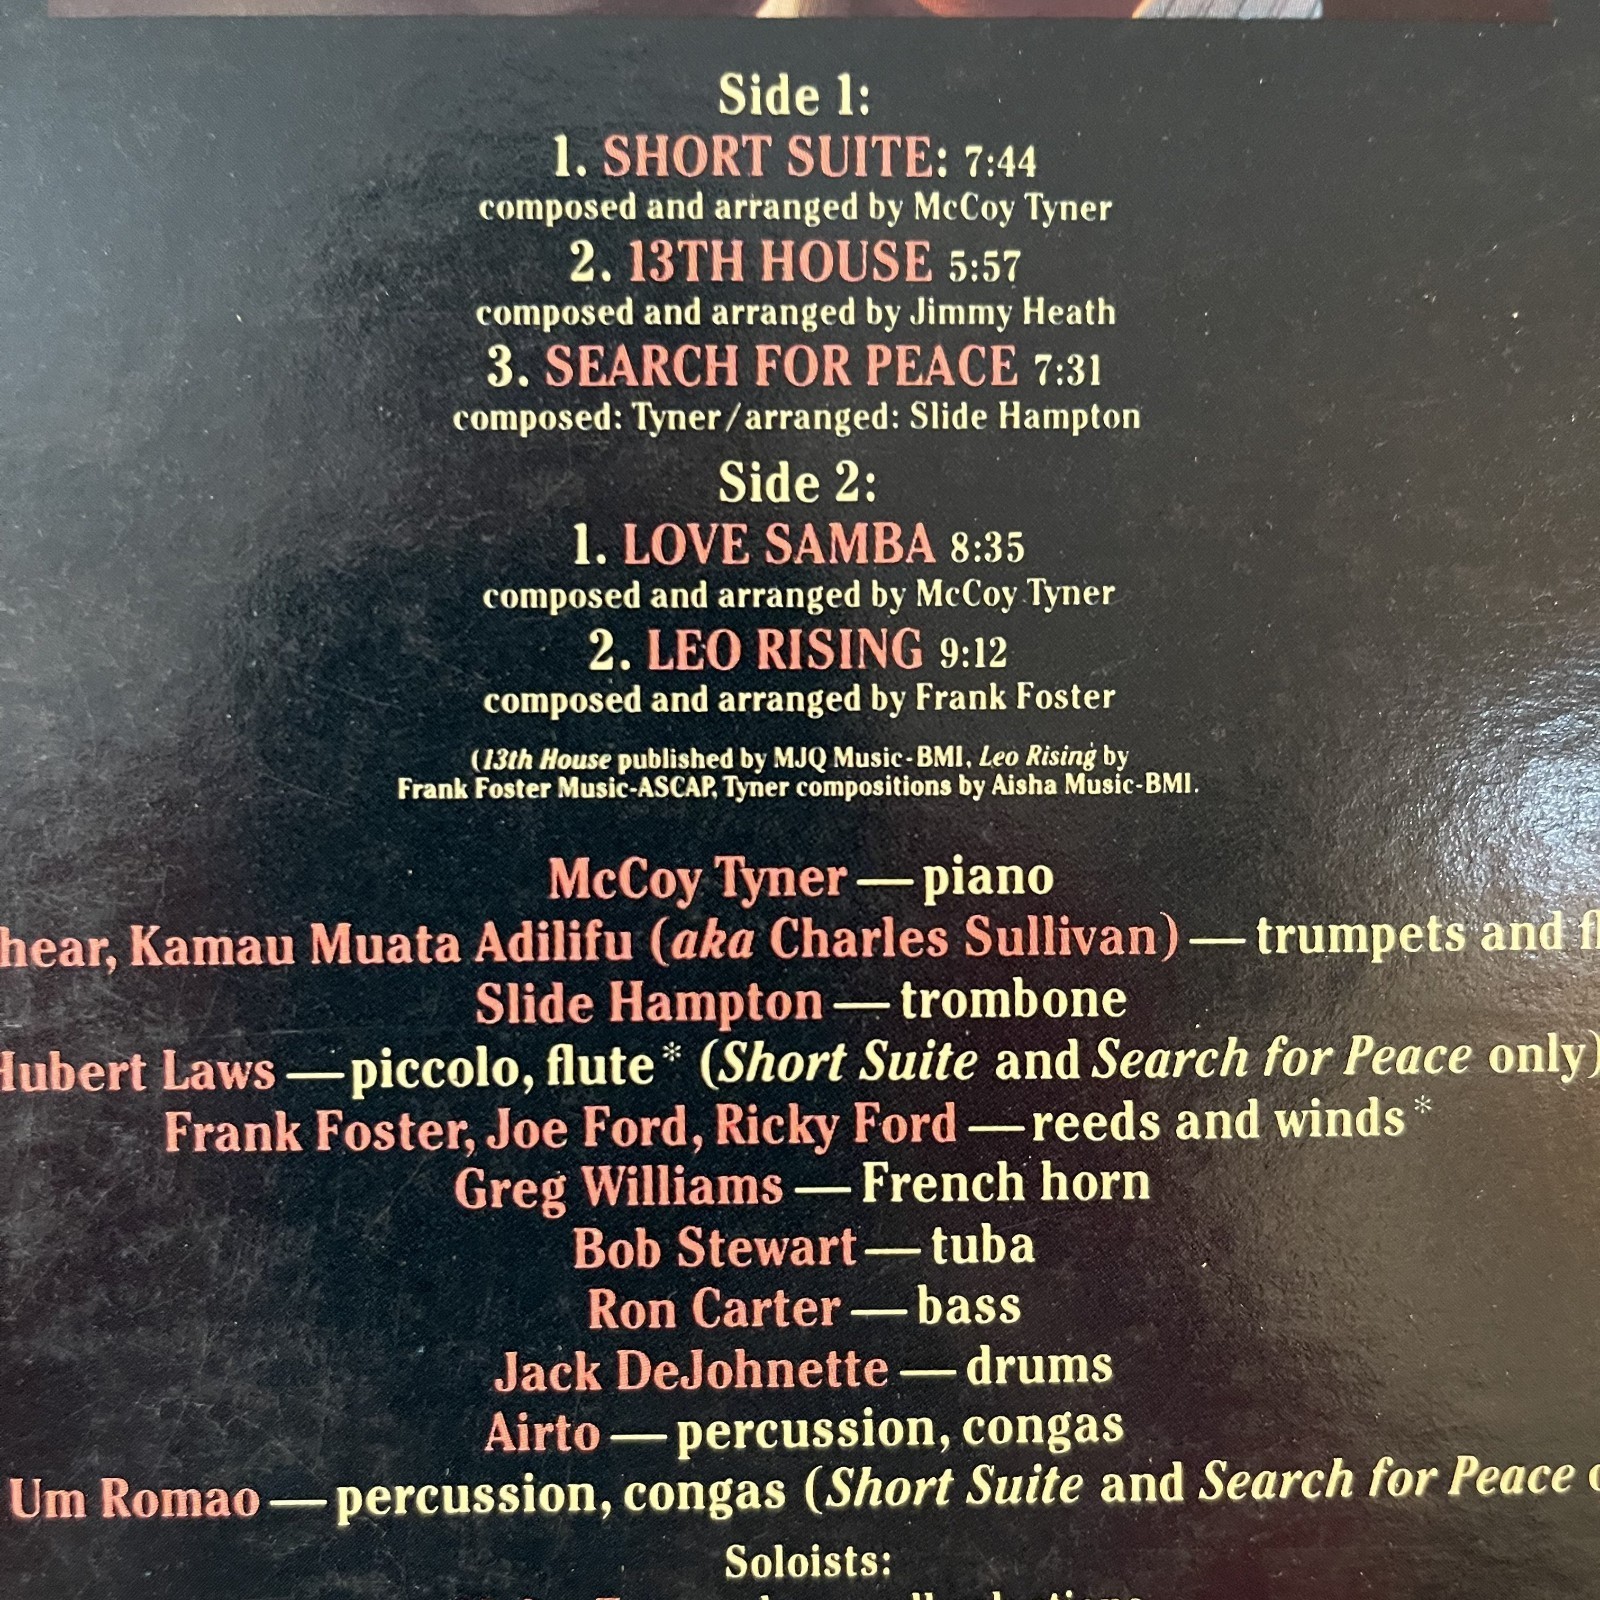 Side 1:
1. SHORT SUITE: 7:44
composed and arranged by McCoy Tyner
2. 13TH HOUSE 5:57
composed and arranged by Jimmy Heath
3. SEARCH FOR PEACE 7:31
composed: Tyner/arranged: Slide Hampton
Side 2:
1. LOVE SAMBA 8:35
composed and arranged by McCoy Tyner
2. LEO RISING 9:12
composed and arranged by Frank Foster
(13th House published by MJQ Music-BMI, Leo Rising by
Frank Foster Music-ASCAP, Tyner compositions by Aisha Music-BMI.
McCoy Tyner—piano
hear, Kamau Muata Adilifu (aka Charles Sullivan)—trumpets and fl
Slide Hampton—trombone
Hubert Laws—piccolo, flute* (Short Suite and Search for Peace only)
Frank Foster, Joe Ford, Ricky Ford—reeds and winds*
Greg Williams—French horn
Bob Stewart—tuba
Ron Carter—bass
Jack DeJohnette—drums
Airto—percussion, congas
Um Romao—percussion, congas (Short Suite and Search for Peace
Soloists: